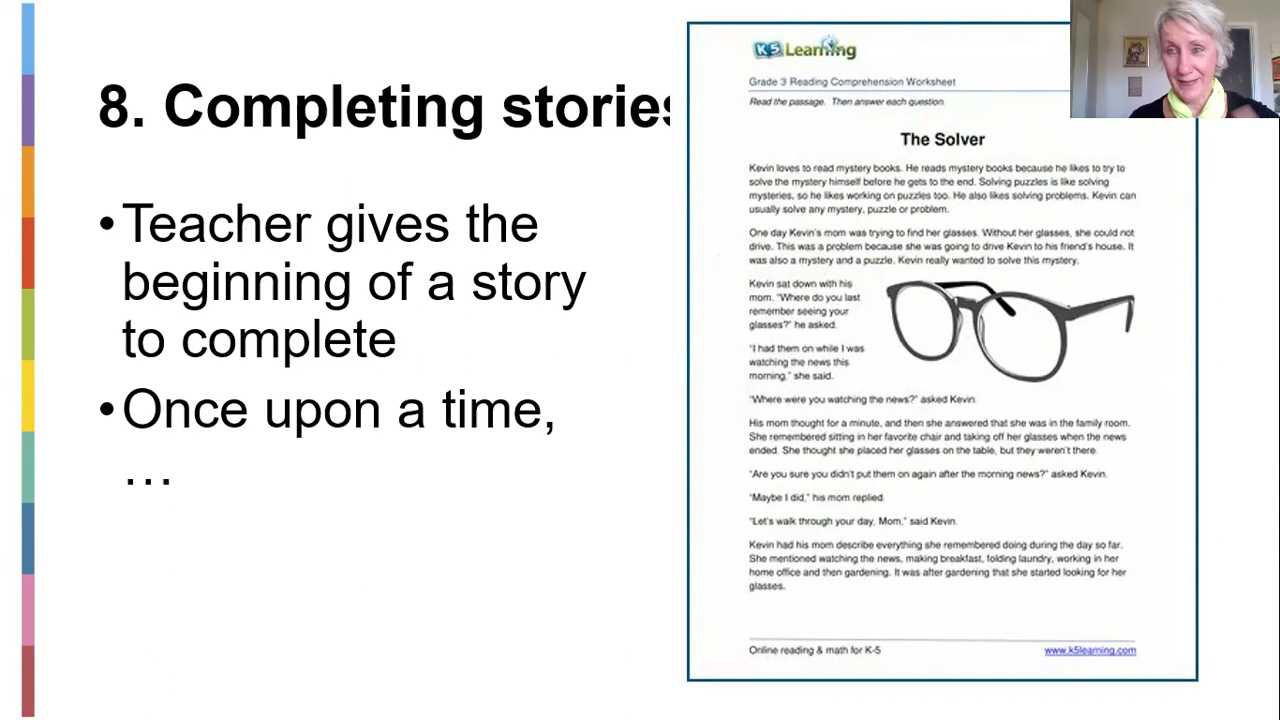 8. Completing stories
•Teacher gives the
beginning of a story
to complete
•Once upon a time,
…
K5 Learning
Grade 3 Reading Comprehension Worksheet
Read the passage. Then answer each question.
The Solver
Kevin loves to read mystery books. He reads mystery books because he likes to try to
solve the mystery himself before he gets to the end. Solving puzzles is like solving
mysteries, so he likes working on puzzles too. He also likes solving problems. Kevin can
usually solve any mystery, puzzle or problem.
One day Kevin's mom was trying to find her glasses. Without her glasses, she could not
drive. This was a problem because she was going to drive Kevin to his friend's house. It
was also a mystery and a puzzle. Kevin really wanted to solve this mystery.
Kevin sat down with his
mom. "Where do you last
remember seeing your
glasses?" he asked.
"I had them on while I was
watching the news this
morning," she said.
"Where were you watching the news?" asked Kevin.
His mom thought for a minute, and then she answered that she was in the family room.
She remembered sitting in her favorite chair and taking off her glasses when the news
ended. She thought she placed her glasses on the table, but they weren't there.
"Are you sure you didn't put them on again after the morning news?" asked Kevin.
"Maybe I did," his mom replied.
"Let's walk through your day, Mom," said Kevin.
Kevin had his mom describe everything she remembered doing during the day so far.
She mentioned watching the news, making breakfast, folding laundry, working in her
home office and then gardening. It was after gardening that she started looking for her
glasses.
Online reading & math for K-5
www.k5learning.com